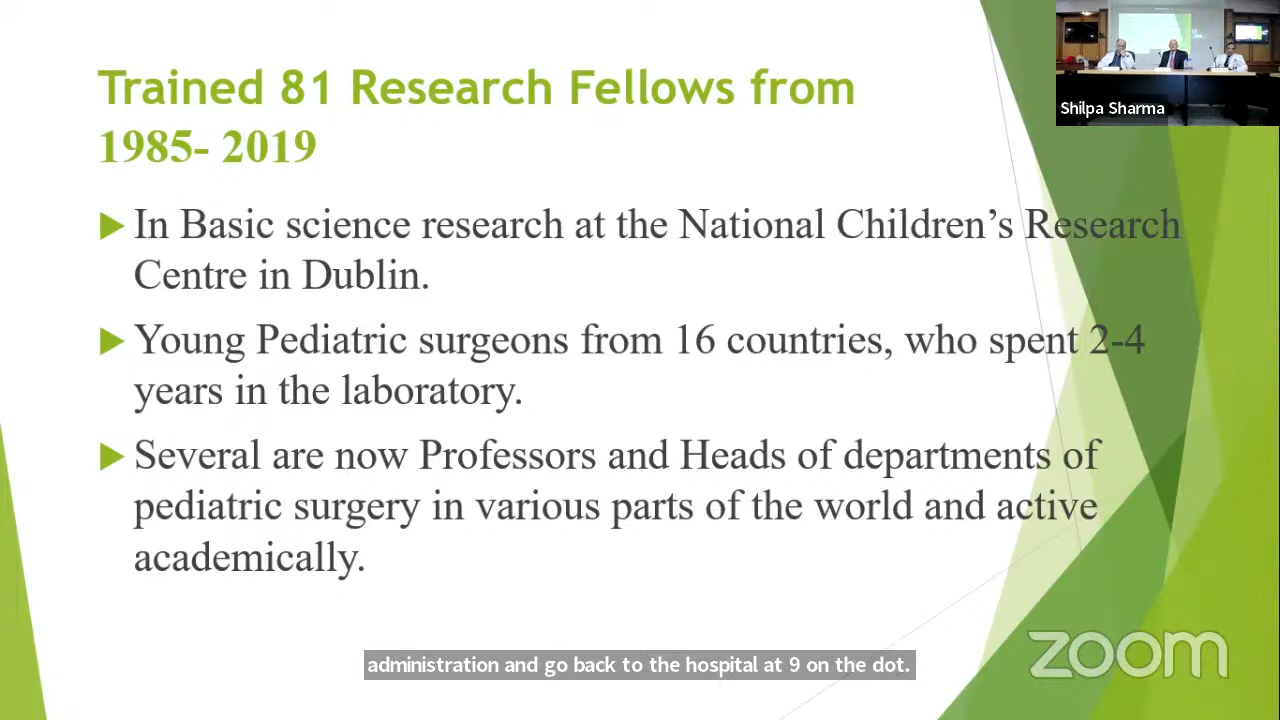 Trained 81 Research Fellows from
1985- 2019
In Basic science research at the National Children’s Research
Centre in Dublin.
Young Pediatric surgeons from 16 countries, who spent 2-4
years in the laboratory.
Several are now Professors and Heads of departments of
pediatric surgery in various parts of the world and active
academically.
Shilpa Sharma
administration and go back to the hospital at 9 on the dot.
zoom